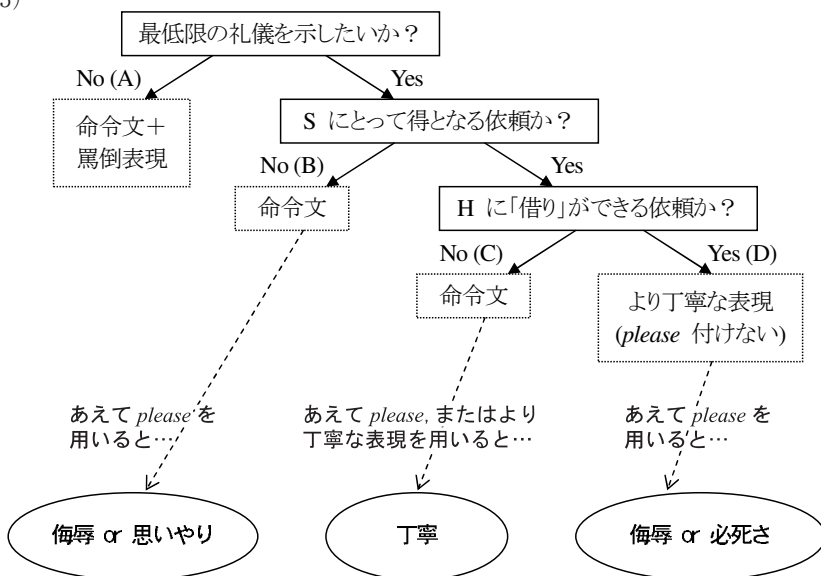 3)
最低限の礼儀を示したいか？
No (A)
Yes
命令文＋
罵倒表現
S にとって得となる依頼か？
No (B)
Yes
命令文
H に「借り」ができる依頼か？
No (C)
Yes (D)
命令文
より丁寧な表現
(please 付けない)
あえて please を
用いると…
あえて please, またはより
丁寧な表現を用いると…
あえて please を
用いると…
侮辱 or 思いやり
丁寧
侮辱 or 必死さ